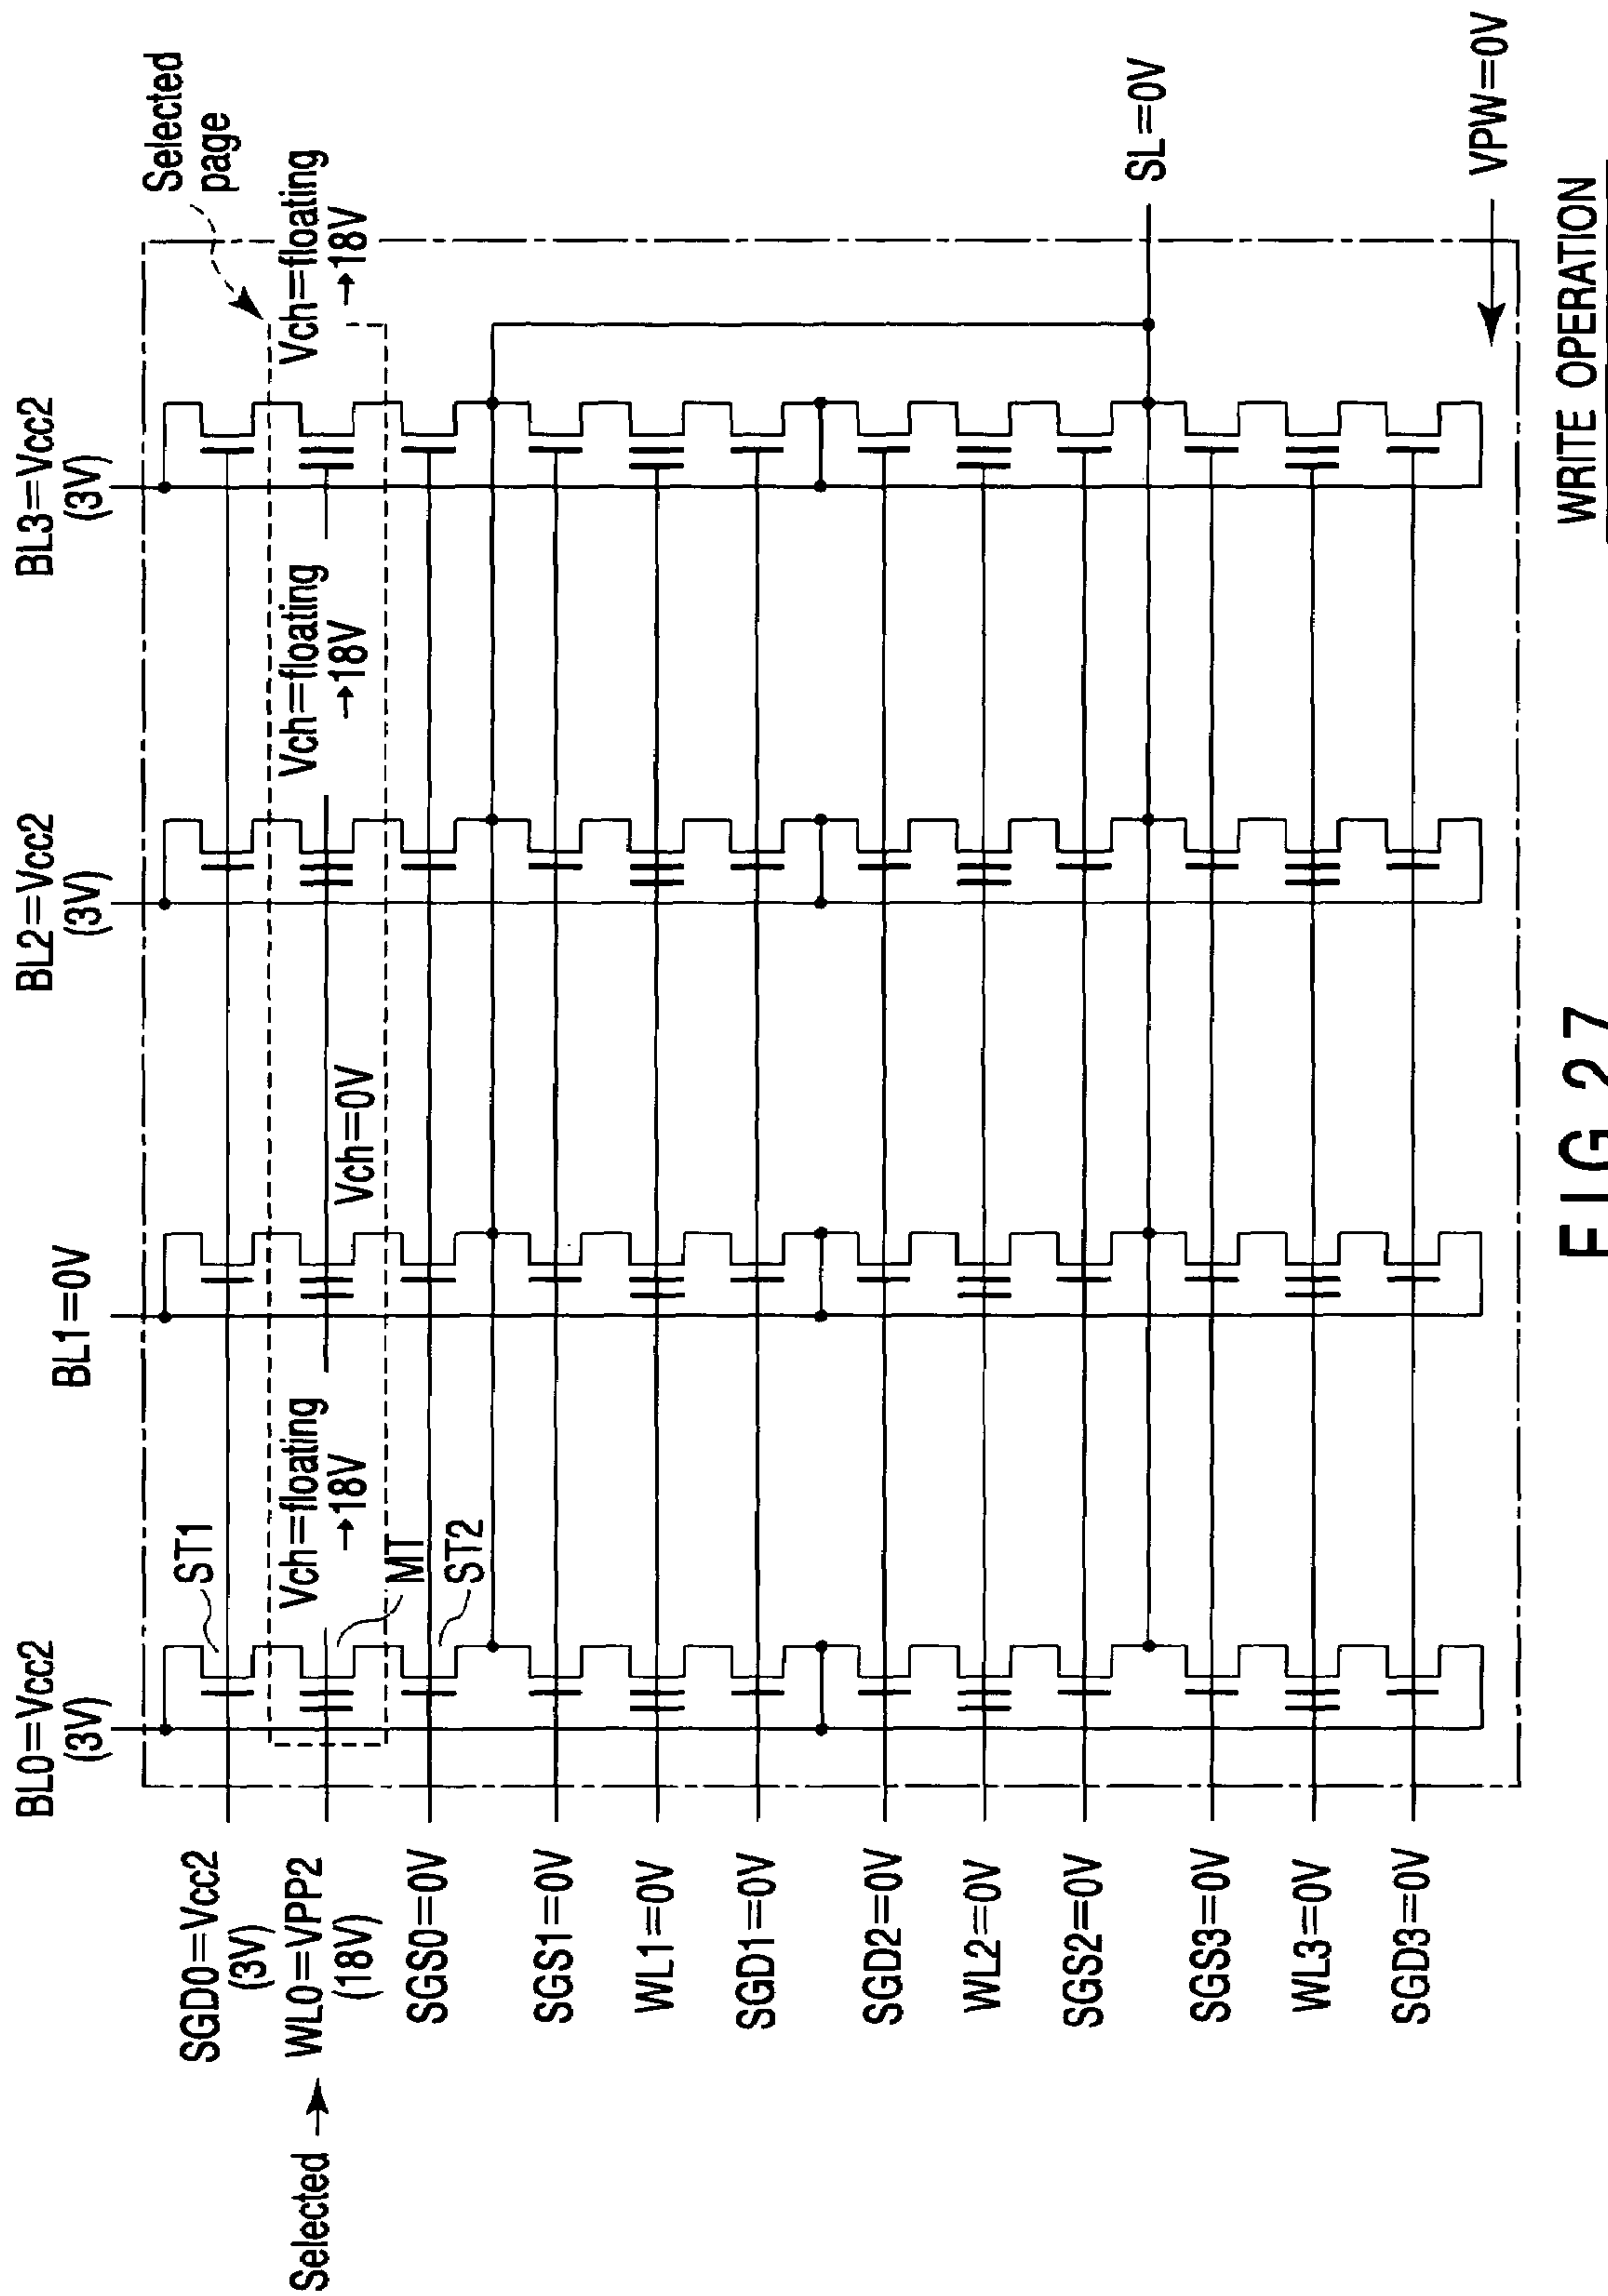 BL0=Vcc2
(3V)
BL1=0V
BL2=Vcc2
(3V)
BL3=Vcc2
(3V)
Selected
page
SGD0=Vcc2
(3V)
ST1
Selected
WL0=VPP2
(18V)
Vch=floating
→18V
Vch=0V
Vch=floating
→18V
Vch=floating
→18V
MT
SGS0=0V
ST2
SGS1=0V
WL1=0V
SGD1=0V
SGD2=0V
WL2=0V
SGS2=0V
SL=0V
SGS3=0V
WL3=0V
SGD3=0V
VPW=0V
WRITE OPERATION
FIG 27